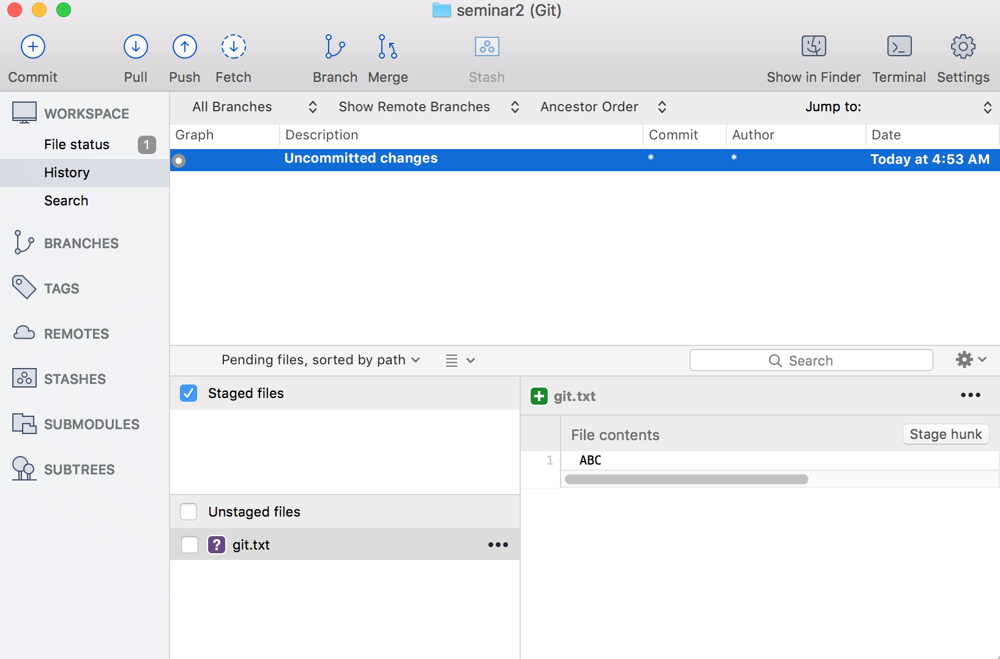 seminar2 (Git)
Commit Pull Push Fetch Branch Merge Stash Show in Finder Terminal Settings
WORKSPACE
File status 1
History
Search
BRANCHES
TAGS
REMOTES
STASHES
SUBMODULES
SUBTREES
All Branches Show Remote Branches Ancestor Order Jump to:
Graph Description Commit Author Date
Uncommitted changes * * Today at 4:53 AM
Pending files, sorted by path Search
Staged files
Unstaged files
? git.txt •••
git.txt •••
File contents Stage hunk
1 ABC